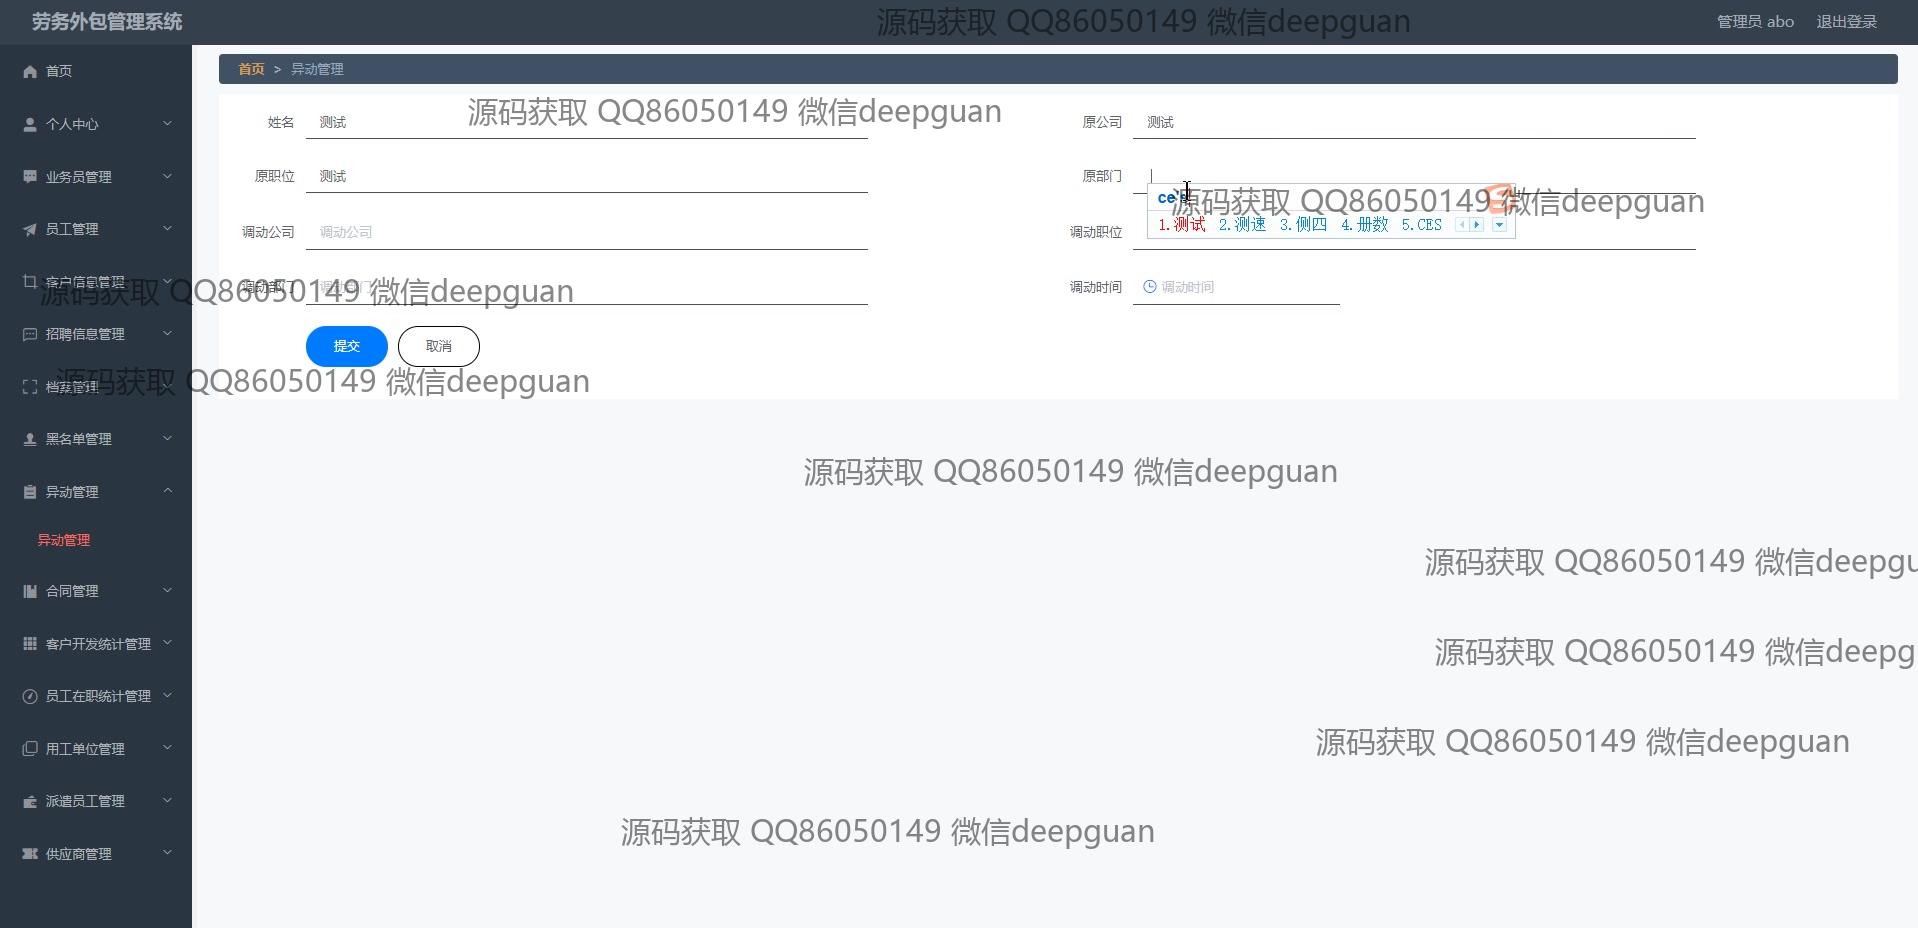 劳务外包管理系统
源码获取 QQ86050149 微信deepguan
管理员 abo 退出登录
首页
个人中心
业务员管理
员工管理
客户信息管理
招聘信息管理
档案管理
黑名单管理
异动管理
异动管理
合同管理
客户开发统计管理
员工在职统计管理
用工单位管理
派遣员工管理
供应商管理
首页 > 异动管理
源码获取 QQ86050149 微信deepguan
姓名 测试
原公司 测试
原职位 测试
原部门
源码获取 QQ86050149 微信deepguan
1.测试 2.测速 3.侧四 4.册数 5.CES
调动公司 调动公司
调动职位
调动部门 调动部门
调动时间 调动时间
源码获取 QQ86050149 微信deepguan
提交 取消
源码获取 QQ86050149 微信deepguan
源码获取 QQ86050149 微信deepguan
源码获取 QQ86050149 微信deepgu
源码获取 QQ86050149 微信deepg
源码获取 QQ86050149 微信deepguan
源码获取 QQ86050149 微信deepguan